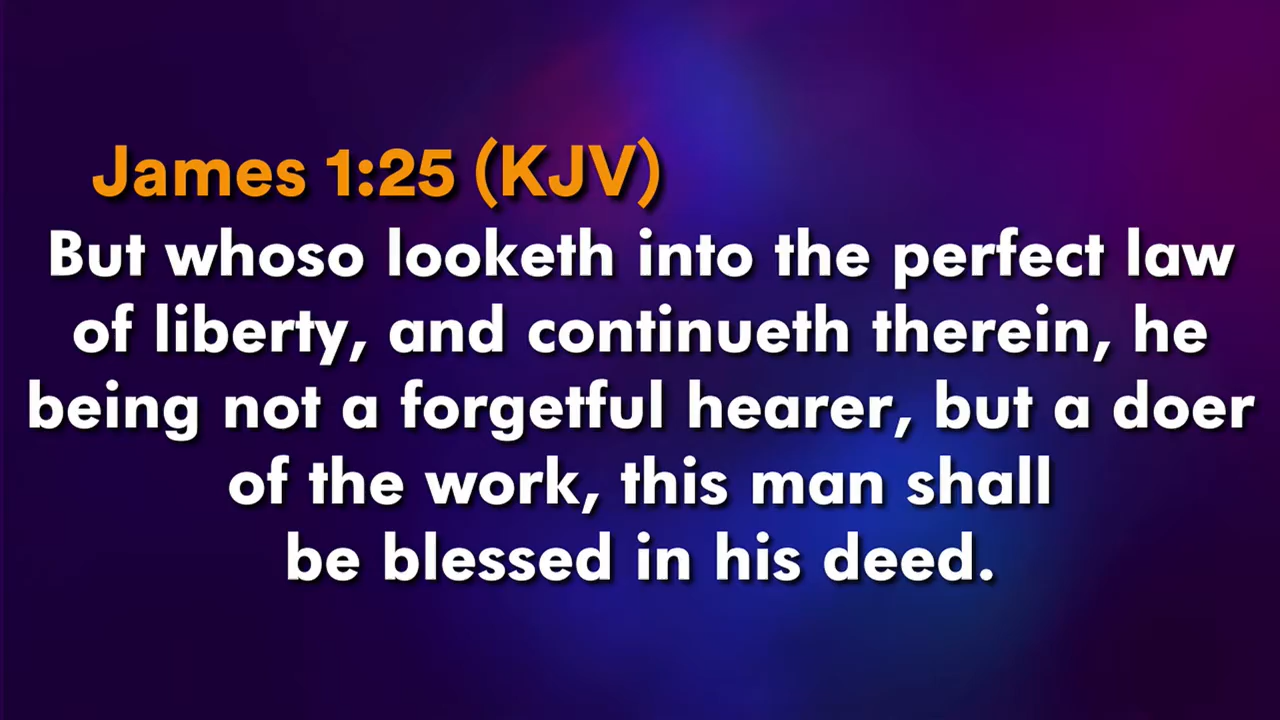 James 1:25 (KJV)
But whoso looketh into the perfect law
of liberty, and continueth therein, he
being not a forgetful hearer, but a doer
of the work, this man shall
be blessed in his deed.